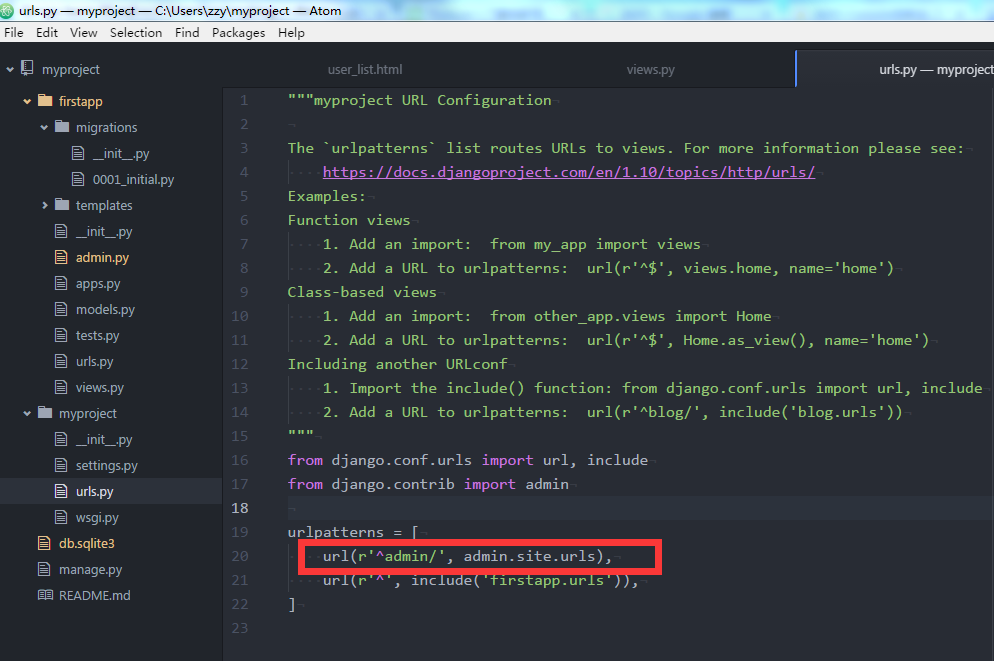 urls.py — myproject — C:\Users\zzy\myproject — Atom
File Edit View Selection Find Packages Help
myproject
firstapp
migrations
__init__.py
0001_initial.py
templates
__init__.py
admin.py
apps.py
models.py
tests.py
urls.py
views.py
myproject
__init__.py
settings.py
urls.py
wsgi.py
db.sqlite3
manage.py
README.md
user_list.html views.py urls.py — myproject
1 """myproject URL Configuration
2
3 The `urlpatterns` list routes URLs to views. For more information please see:
4     https://docs.djangoproject.com/en/1.10/topics/http/urls/
5 Examples:
6 Function views
7     1. Add an import:  from my_app import views
8     2. Add a URL to urlpatterns:  url(r'^$', views.home, name='home')
9 Class-based views
10     1. Add an import:  from other_app.views import Home
11     2. Add a URL to urlpatterns:  url(r'^$', Home.as_view(), name='home')
12 Including another URLconf
13     1. Import the include() function: from django.conf.urls import url, include
14     2. Add a URL to urlpatterns:  url(r'^blog/', include('blog.urls'))
15 """
16 from django.conf.urls import url, include
17 from django.contrib import admin
18
19 urlpatterns = [
20     url(r'^admin/', admin.site.urls),
21     url(r'^', include('firstapp.urls')),
22 ]
23